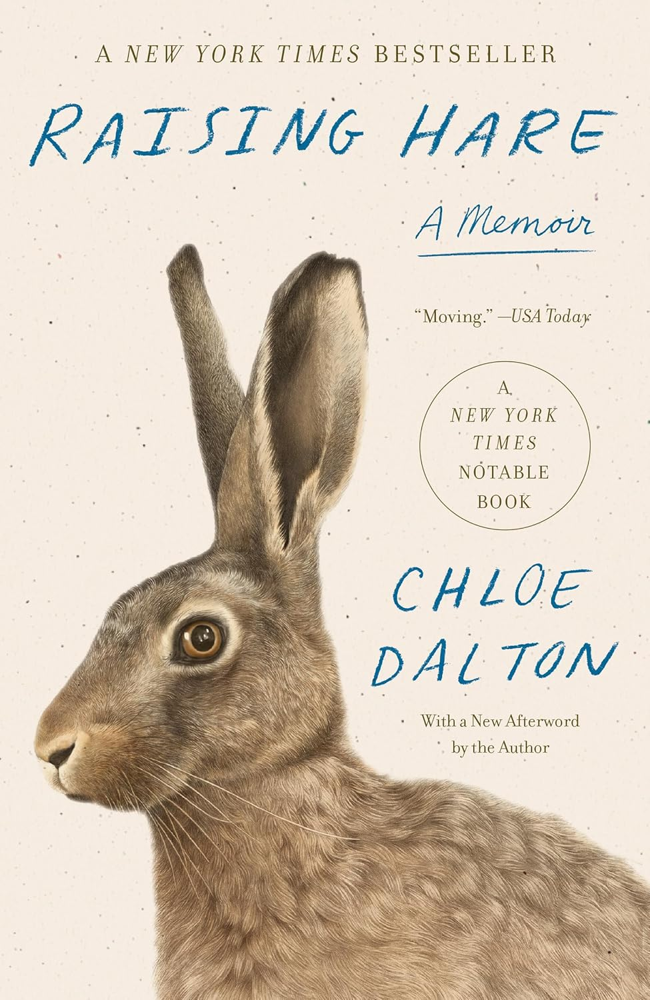 A NEW YORK TIMES BESTSELLER
RAISING HARE
A Memoir
“Moving.” —USA Today
A
NEW YORK
TIMES
NOTABLE
BOOK
CHLOE
DALTON
With a New Afterword
by the Author